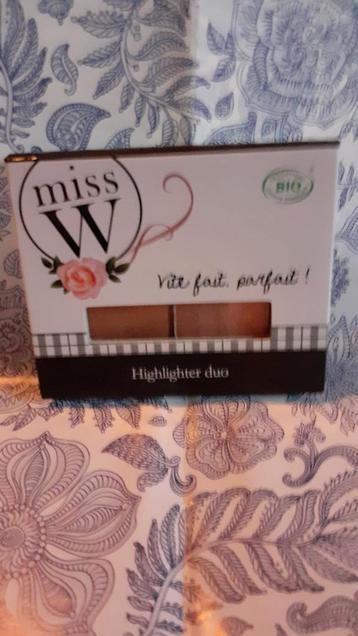 miss
W
BIO
Vite fait, parfait !
Highlighter duo